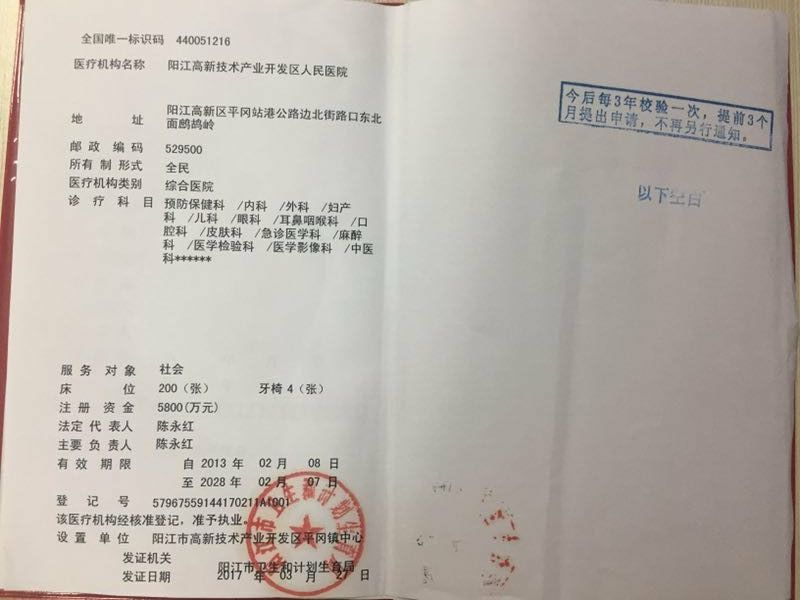 全国唯一标识码 440051216
医疗机构名称 阳江高新技术产业开发区人民医院
地 址 阳江高新区平冈站港公路边北街路口东北
面鹧鸪岭
邮 政 编 码 529500
所 有 制 形 式 全民
医疗机构类别 综合医院
诊 疗 科 目 预防保健科 /内科 /外科 /妇产
科 /儿科 /眼科 /耳鼻咽喉科 /口
腔科 /皮肤科 /急诊医学科 /麻醉
科 /医学检验科 /医学影像科 /中医
科******
服 务 对 象 社会
床 位 200（张） 牙椅 4（张）
注 册 资 金 5800(万元)
法 定 代 表 人 陈永红
主 要 负 责 人 陈永红
有 效 期 限 自 2013 年 02 月 08 日
至 2028 年 02 月 07 日
登 记 号 57967559144170211A1001
该医疗机构经核准登记，准予执业。
设 置 单 位 阳江市高新技术产业开发区平冈镇中心
发证机关 阳江市卫生和计划生育局
发证日期 2017 年 03 月 27 日
阳江市卫生和计划生育局
今后每3年校验一次，提前3个
月提出申请，不再另行通知。
以下空白